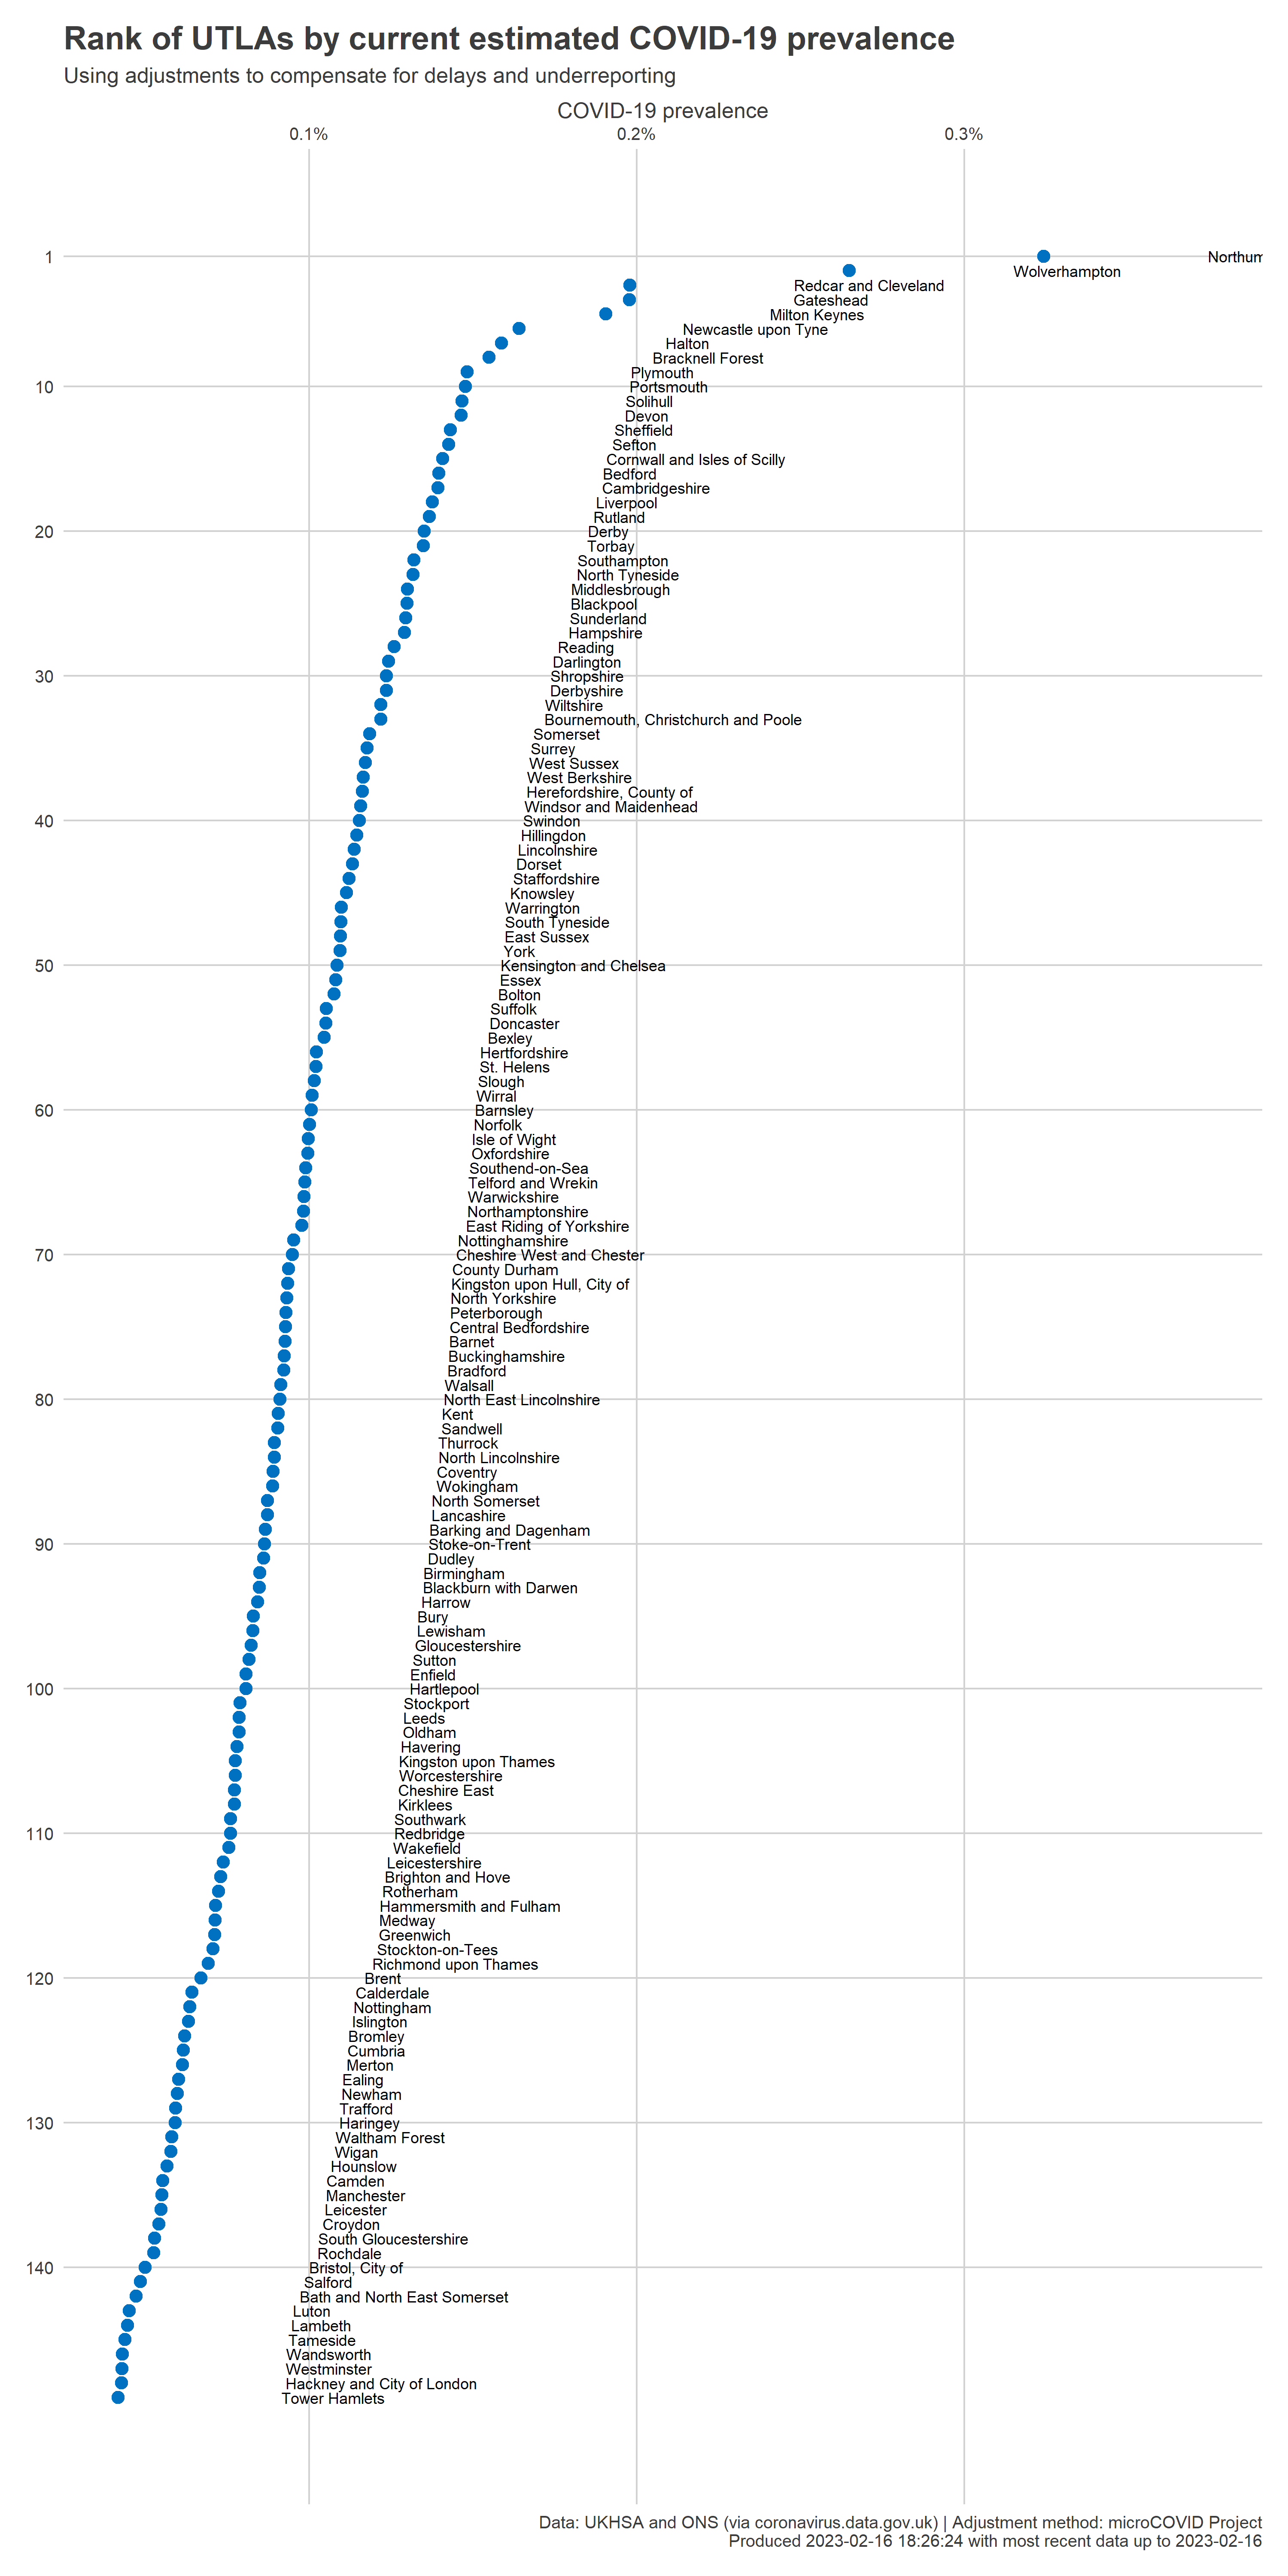 Rank of UTLAs by current estimated COVID-19 prevalence
Using adjustments to compensate for delays and underreporting
COVID-19 prevalence
0.1% 0.2% 0.3%
1 Northum
Wolverhampton
Redcar and Cleveland
Gateshead
Milton Keynes
Newcastle upon Tyne
Halton
Bracknell Forest
Plymouth
10 Portsmouth
Solihull
Devon
Sheffield
Sefton
Cornwall and Isles of Scilly
Bedford
Cambridgeshire
Liverpool
Rutland
20 Derby
Torbay
Southampton
North Tyneside
Middlesbrough
Blackpool
Sunderland
Hampshire
Reading
Darlington
30 Shropshire
Derbyshire
Wiltshire
Bournemouth, Christchurch and Poole
Somerset
Surrey
West Sussex
West Berkshire
Herefordshire, County of
Windsor and Maidenhead
40 Swindon
Hillingdon
Lincolnshire
Dorset
Staffordshire
Knowsley
Warrington
South Tyneside
East Sussex
York
50 Kensington and Chelsea
Essex
Bolton
Suffolk
Doncaster
Bexley
Hertfordshire
St. Helens
Slough
Wirral
60 Barnsley
Norfolk
Isle of Wight
Oxfordshire
Southend-on-Sea
Telford and Wrekin
Warwickshire
Northamptonshire
East Riding of Yorkshire
Nottinghamshire
70 Cheshire West and Chester
County Durham
Kingston upon Hull, City of
North Yorkshire
Peterborough
Central Bedfordshire
Barnet
Buckinghamshire
Bradford
Walsall
80 North East Lincolnshire
Kent
Sandwell
Thurrock
North Lincolnshire
Coventry
Wokingham
North Somerset
Lancashire
Barking and Dagenham
90 Stoke-on-Trent
Dudley
Birmingham
Blackburn with Darwen
Harrow
Bury
Lewisham
Gloucestershire
Sutton
Enfield
100 Hartlepool
Stockport
Leeds
Oldham
Havering
Kingston upon Thames
Worcestershire
Cheshire East
Kirklees
Southwark
110 Redbridge
Wakefield
Leicestershire
Brighton and Hove
Rotherham
Hammersmith and Fulham
Medway
Greenwich
Stockton-on-Tees
Richmond upon Thames
120 Brent
Calderdale
Nottingham
Islington
Bromley
Cumbria
Merton
Ealing
Newham
Trafford
130 Haringey
Waltham Forest
Wigan
Hounslow
Camden
Manchester
Leicester
Croydon
South Gloucestershire
Rochdale
140 Bristol, City of
Salford
Bath and North East Somerset
Luton
Lambeth
Tameside
Wandsworth
Westminster
Hackney and City of London
Tower Hamlets
Data: UKHSA and ONS (via coronavirus.data.gov.uk) | Adjustment method: microCOVID Project
Produced 2023-02-16 18:26:24 with most recent data up to 2023-02-16